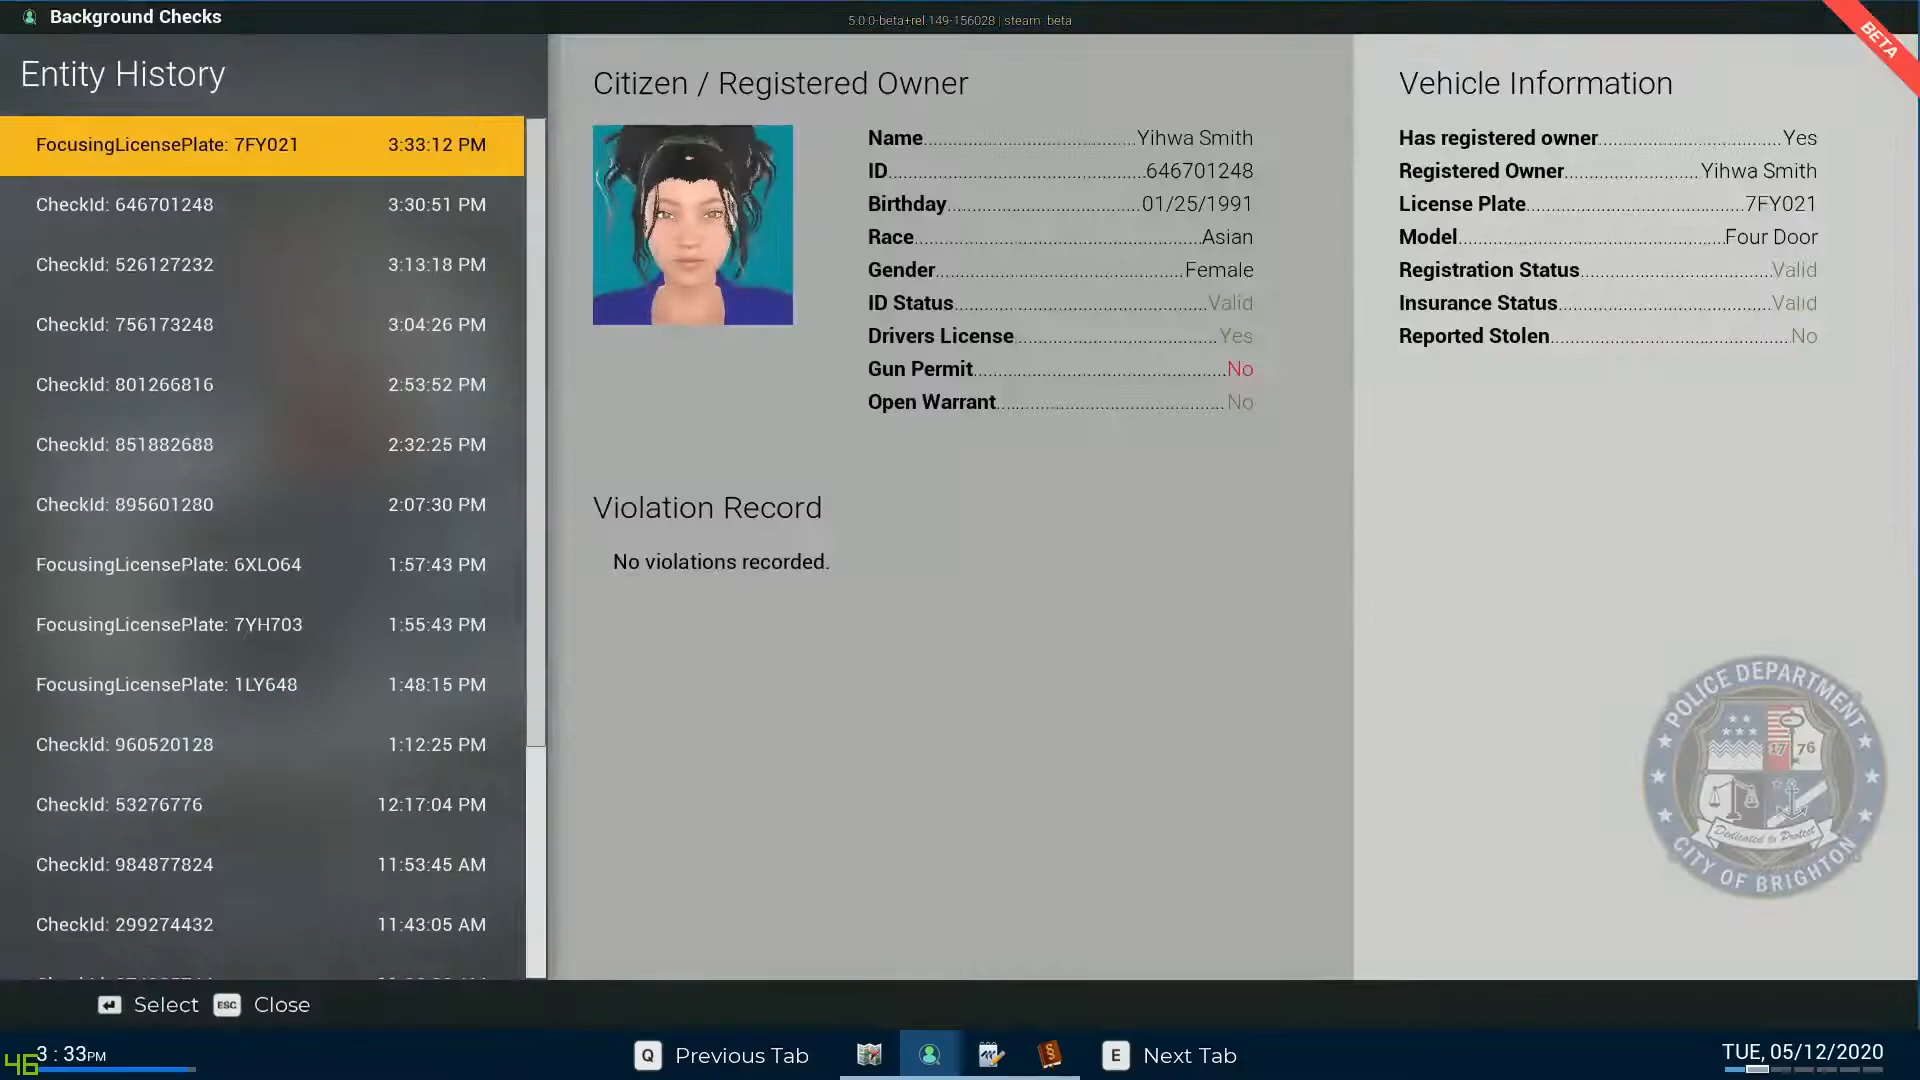 Background Checks
5.0.0-beta+rel.149-156028 | steam: beta
BETA
Entity History
FocusingLicensePlate: 7FY021 3:33:12 PM
CheckId: 646701248 3:30:51 PM
CheckId: 526127232 3:13:18 PM
CheckId: 756173248 3:04:26 PM
CheckId: 801266816 2:53:52 PM
CheckId: 851882688 2:32:25 PM
CheckId: 895601280 2:07:30 PM
FocusingLicensePlate: 6XLO64 1:57:43 PM
FocusingLicensePlate: 7YH703 1:55:43 PM
FocusingLicensePlate: 1LY648 1:48:15 PM
CheckId: 960520128 1:12:25 PM
CheckId: 53276776 12:17:04 PM
CheckId: 984877824 11:53:45 AM
CheckId: 299274432 11:43:05 AM
Citizen / Registered Owner
Name Yihwa Smith
ID 646701248
Birthday 01/25/1991
Race Asian
Gender Female
ID Status Valid
Drivers License Yes
Gun Permit No
Open Warrant No
Violation Record
No violations recorded.
Vehicle Information
Has registered owner Yes
Registered Owner Yihwa Smith
License Plate 7FY021
Model Four Door
Registration Status Valid
Insurance Status Valid
Reported Stolen No
POLICE DEPARTMENT
17 76
Dedicated to Protect
CITY OF BRIGHTON
Select ESC Close
46
3 : 33PM
Q Previous Tab
E Next Tab
TUE, 05/12/2020